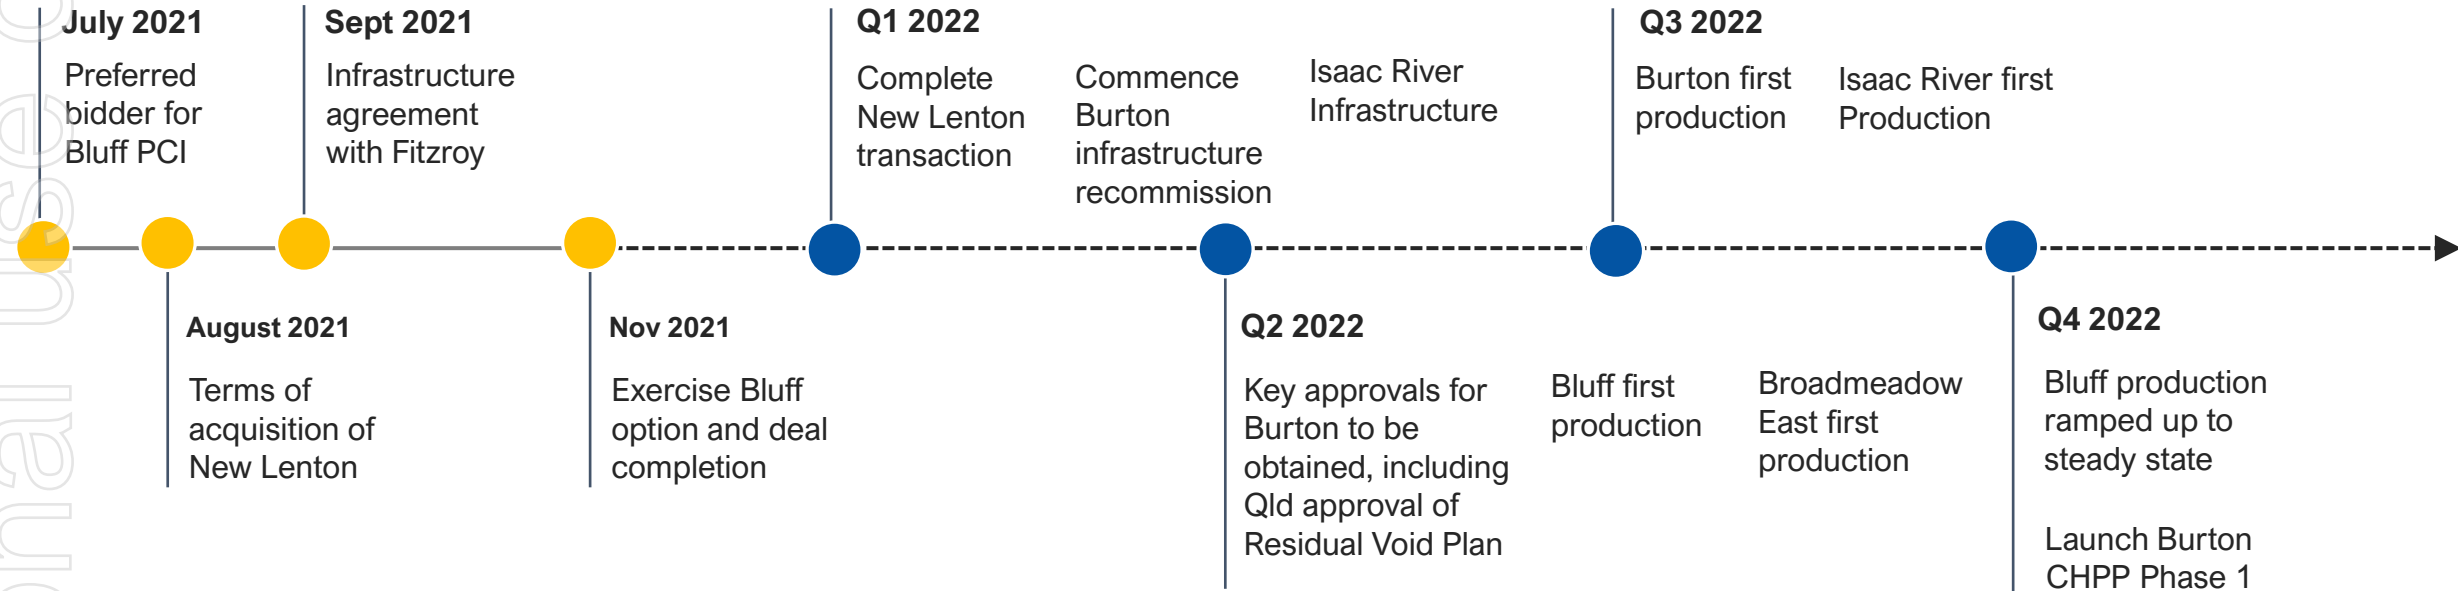 July 2021
Preferred
bidder for
Bluff PCI
Sept 2021
Infrastructure
agreement
with Fitzroy
Q1 2022
Complete
New Lenton
transaction
Commence
Burton
infrastructure
recommission
Isaac River
Infrastructure
Q3 2022
Burton first
production
Isaac River first
Production
August 2021
Terms of
acquisition of
New Lenton
Nov 2021
Exercise Bluff
option and deal
completion
Q2 2022
Key approvals for
Burton to be
obtained, including
Qld approval of
Residual Void Plan
Bluff first
production
Broadmeadow
East first
production
Q4 2022
Bluff production
ramped up to
steady state
Launch Burton
CHPP Phase 1
use